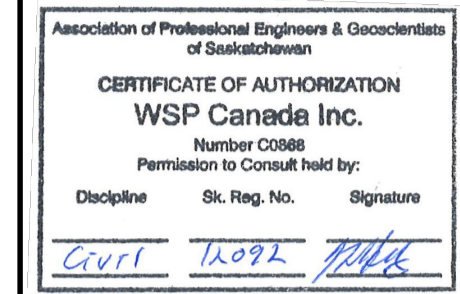 Association of Professional Engineers & Geoscientists
of Saskatchewan
CERTIFICATE OF AUTHORIZATION
WSP Canada Inc.
Number C0868
Permission to Consult held by:
Discipline Sk. Reg. No. Signature
Civil 12092